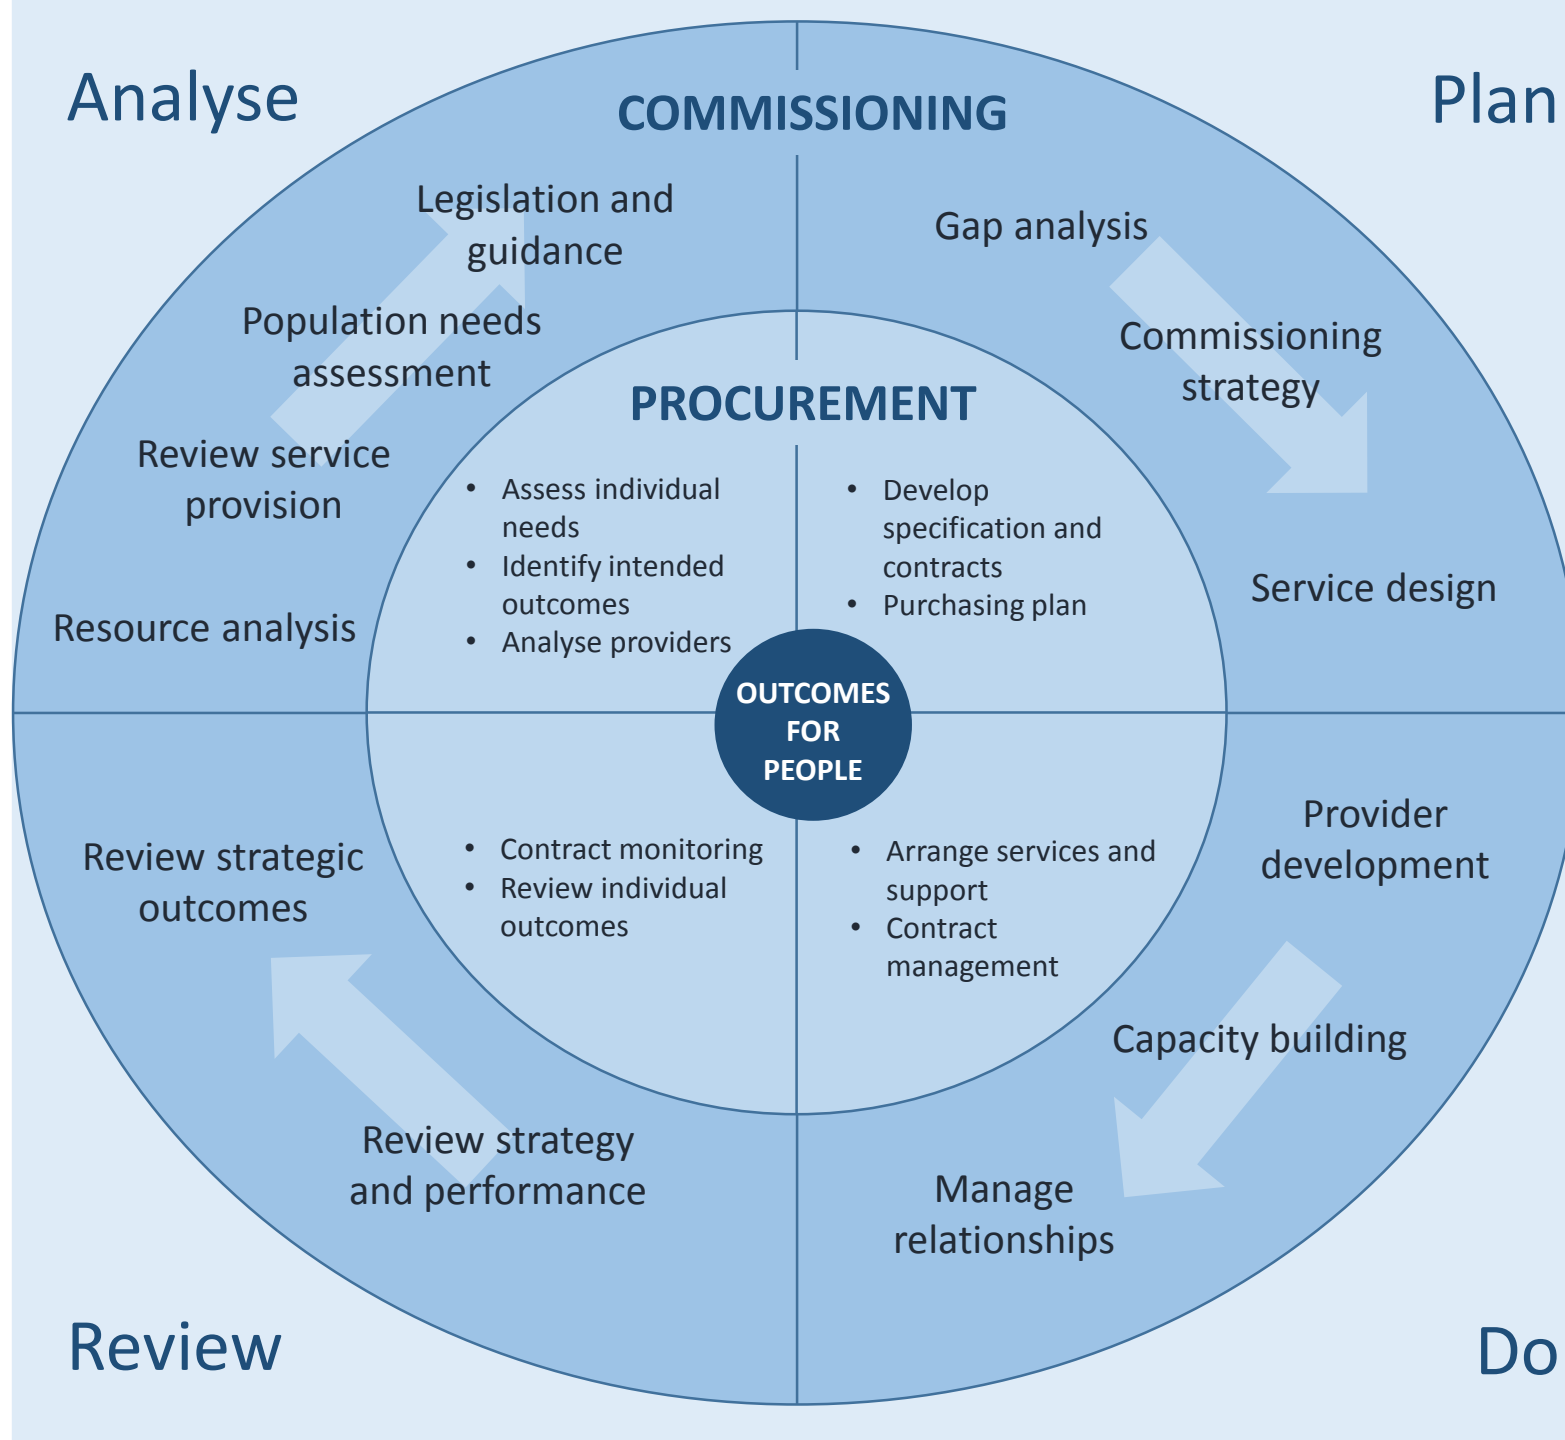 Analyse
Plan
COMMISSIONING
Legislation and
guidance
Population needs
assessment
Review service
provision
Resource analysis
Gap analysis
Commissioning
strategy
Service design
PROCUREMENT
• Assess individual
needs
• Identify intended
outcomes
• Analyse providers
• Develop
specification and
contracts
• Purchasing plan
OUTCOMES
FOR
PEOPLE
Review strategic
outcomes
Review strategy
and performance
• Contract monitoring
• Review individual
outcomes
• Arrange services and
support
• Contract
management
Provider
development
Capacity building
Manage
relationships
Review
Do